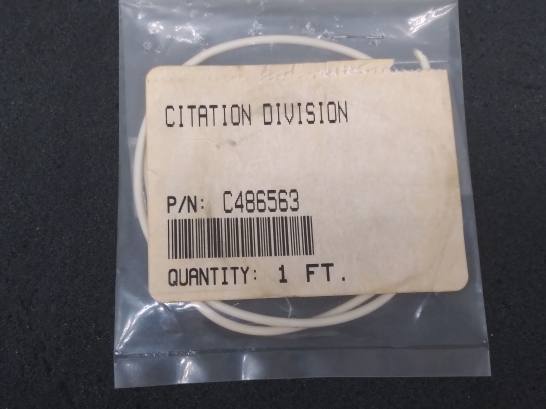 CITATION DIVISION
P/N: C486563
QUANTITY: 1 FT.